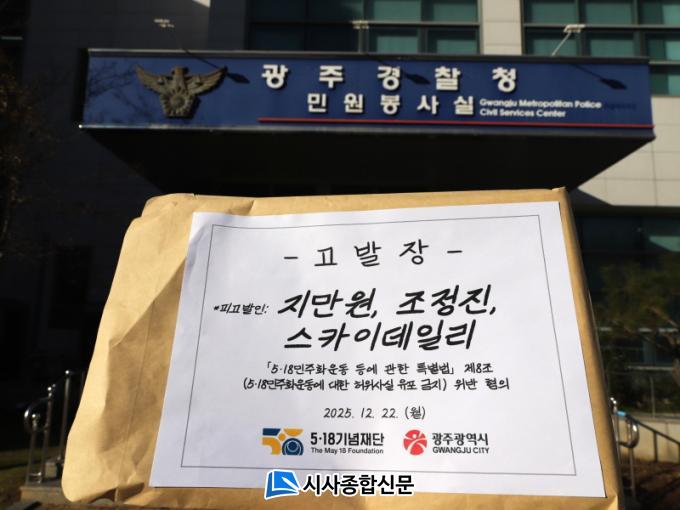 광주경찰청
민원봉사실 Gwangju Metropolitan Police
Civil Services Center
- 고발장 -
*피고발인: 지만원, 조정진,
스카이데일리
「5·18민주화운동 등에 관한 특별법」 제8조
(5·18민주화운동에 대한 허위사실 유포 금지) 위반 혐의
2025. 12. 22. (월)
5·18기념재단
The May 18 Foundation
광주광역시
GWANGJU CITY
시사종합신문